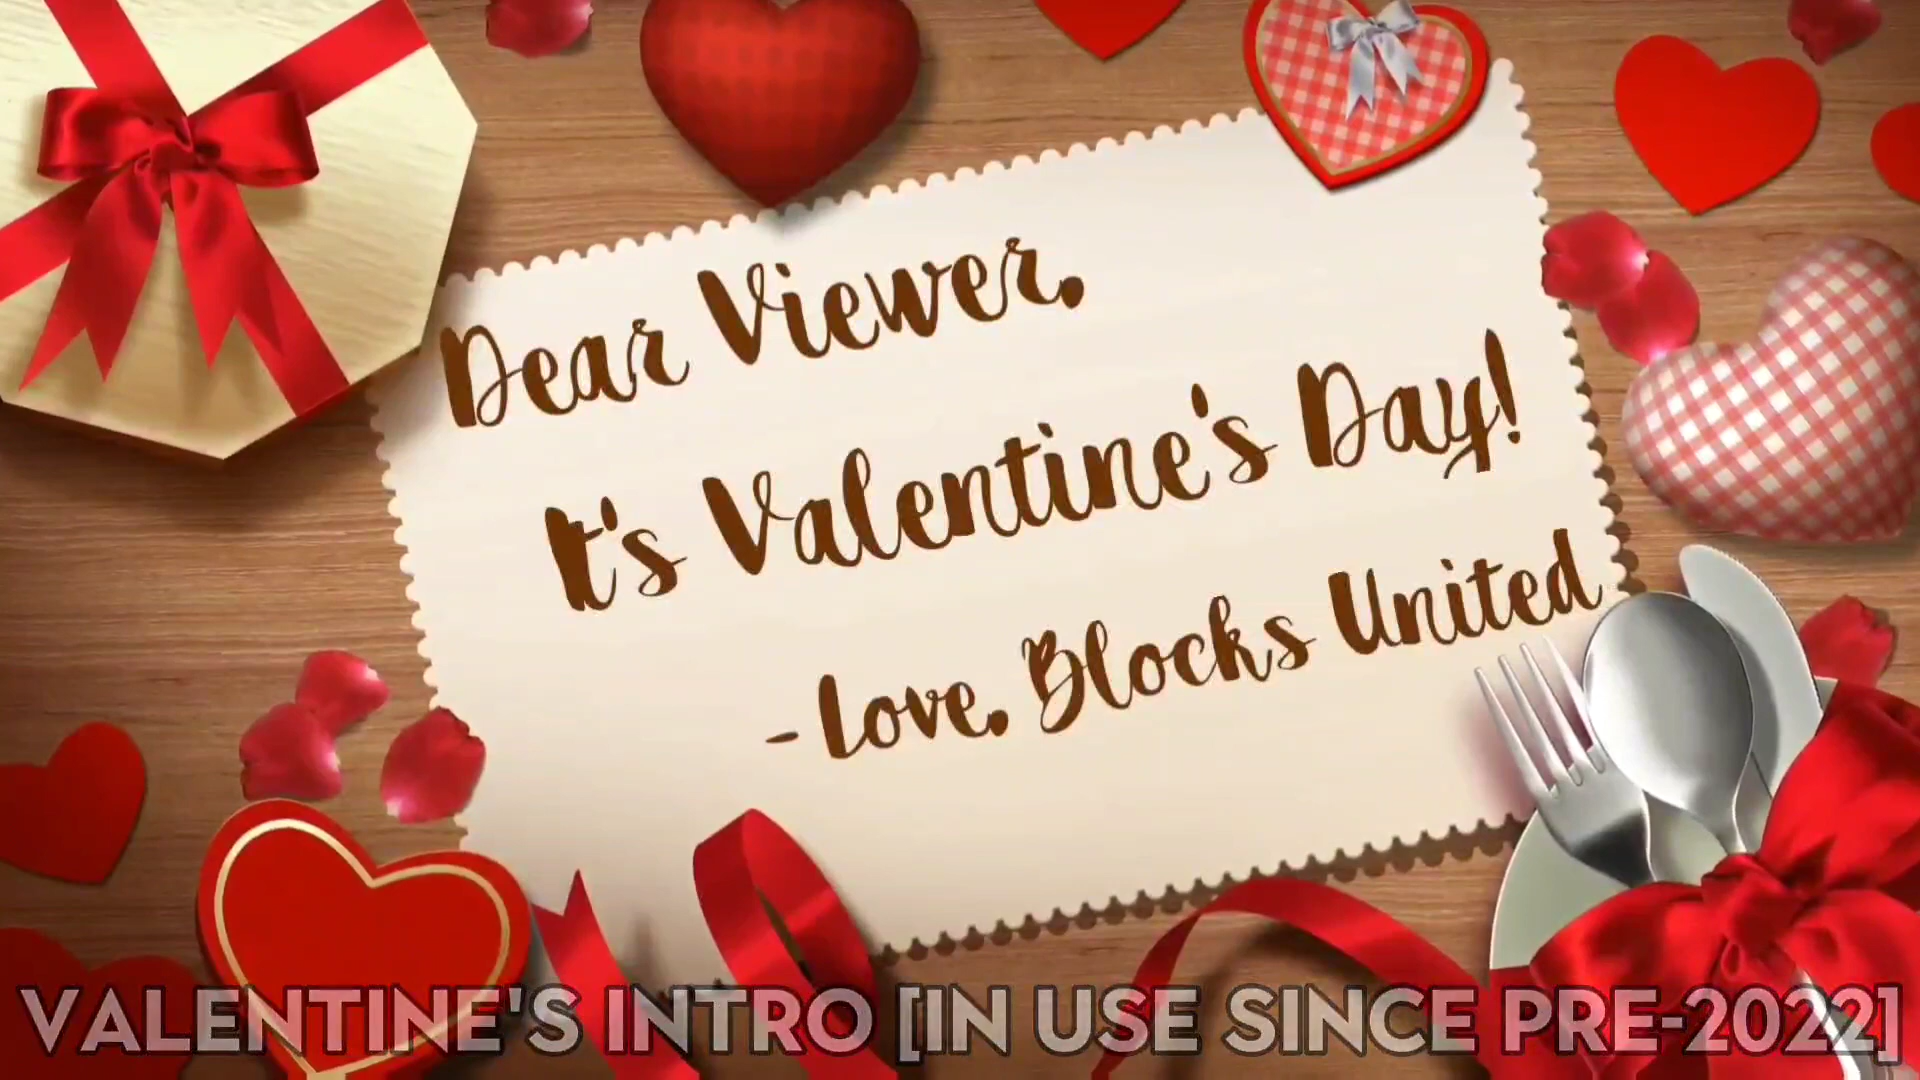 Dear Viewer,
It's Valentine's Day!
- Love, Blocks United
VALENTINE'S INTRO [IN USE SINCE PRE-2022]